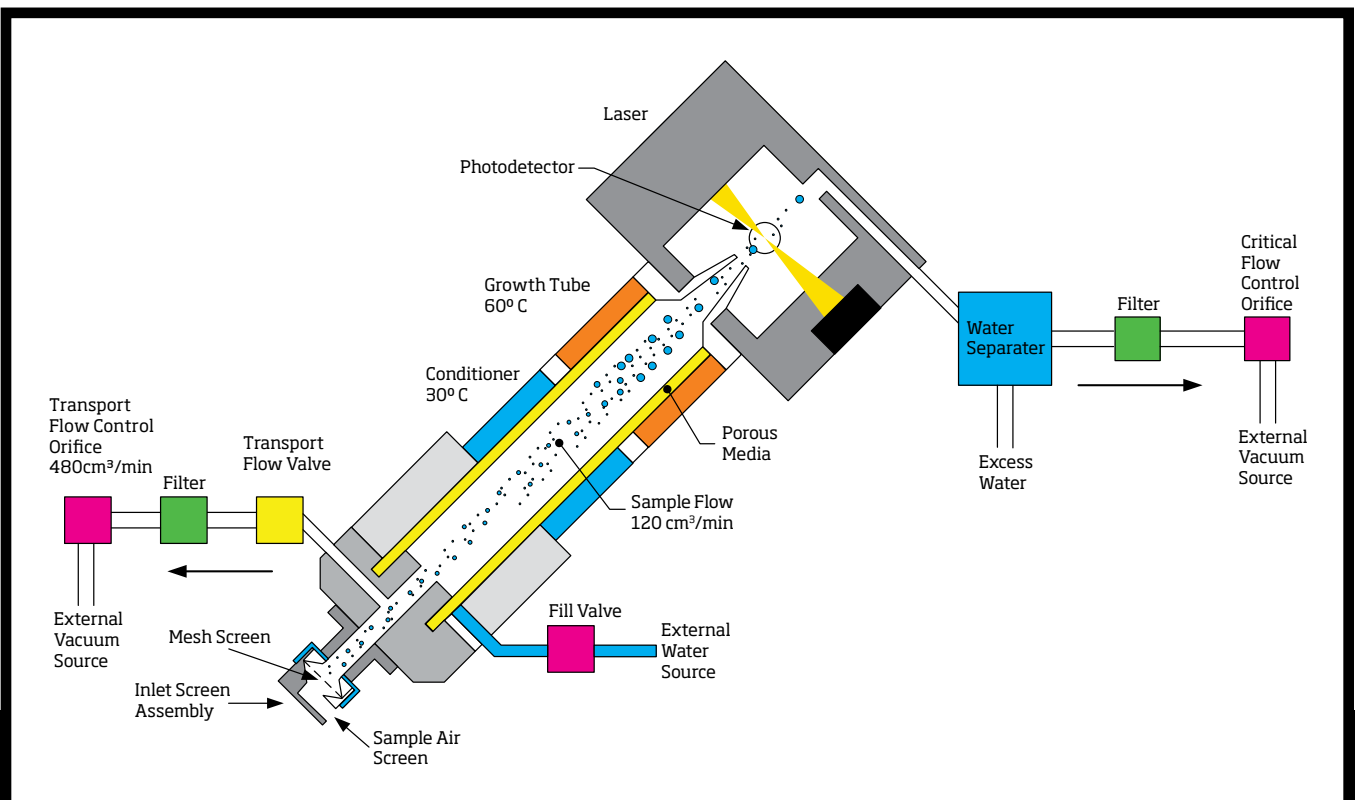 Laser
Photodetector
Growth Tube
60º C
Conditioner
30º C
Transport
Flow Control
Orifice
480cm³/min
Filter
Transport
Flow Valve
External
Vacuum
Source
Mesh Screen
Inlet Screen
Assembly
Sample Air
Screen
Fill Valve
External
Water
Source
Sample Flow
120 cm³/min
Porous
Media
Water
Separater
Excess
Water
Filter
Critical
Flow
Control
Orifice
External
Vacuum
Source